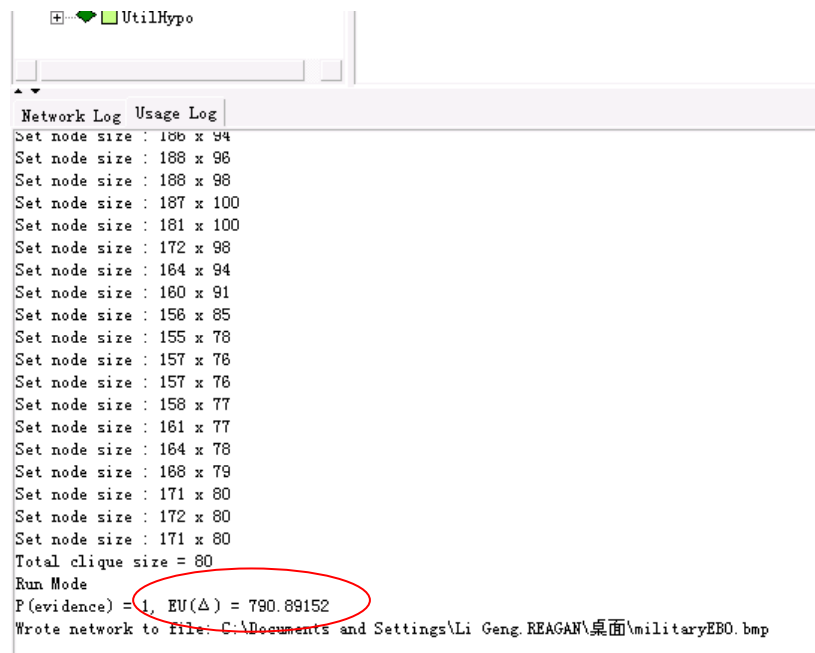 UtilHypo
Network Log Usage Log
Set node size : 186 x 94
Set node size : 188 x 96
Set node size : 188 x 98
Set node size : 187 x 100
Set node size : 181 x 100
Set node size : 172 x 98
Set node size : 164 x 94
Set node size : 160 x 91
Set node size : 156 x 85
Set node size : 155 x 78
Set node size : 157 x 76
Set node size : 157 x 76
Set node size : 158 x 77
Set node size : 161 x 77
Set node size : 164 x 78
Set node size : 168 x 79
Set node size : 171 x 80
Set node size : 172 x 80
Set node size : 171 x 80
Total clique size = 80
Run Mode
P(evidence) = 1, EU(Δ) = 790.89152
Wrote network to file: C:\Documents and Settings\Li Geng.REAGAN\桌面\militaryEBO.bmp